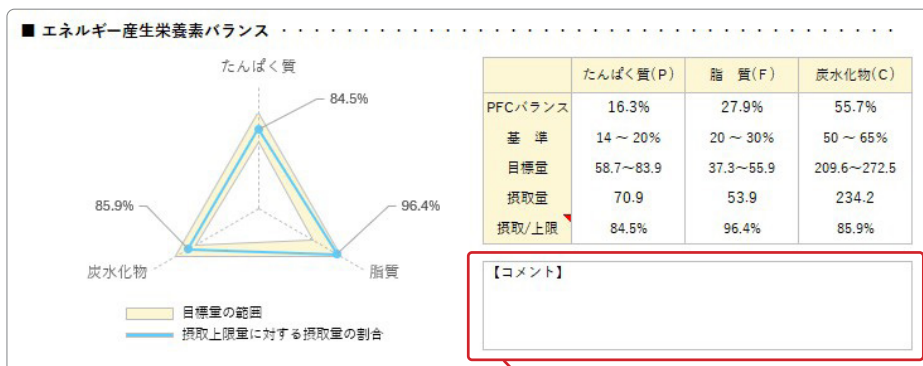 ■ エネルギー産生栄養素バランス ・・・・・・・・・・・・・・・・・・・・・・・・・・・・・・・・・・・・・・
たんぱく質
84.5%
85.9%
96.4%
炭水化物
脂質
目標量の範囲
摂取上限量に対する摂取量の割合
たんぱく質(P) 脂　質(F) 炭水化物(C)
PFCバランス 16.3% 27.9% 55.7%
基　準 14 ～ 20% 20 ～ 30% 50 ～ 65%
目標量 58.7～83.9 37.3～55.9 209.6～272.5
摂取量 70.9 53.9 234.2
摂取/上限 84.5% 96.4% 85.9%
【コメント】